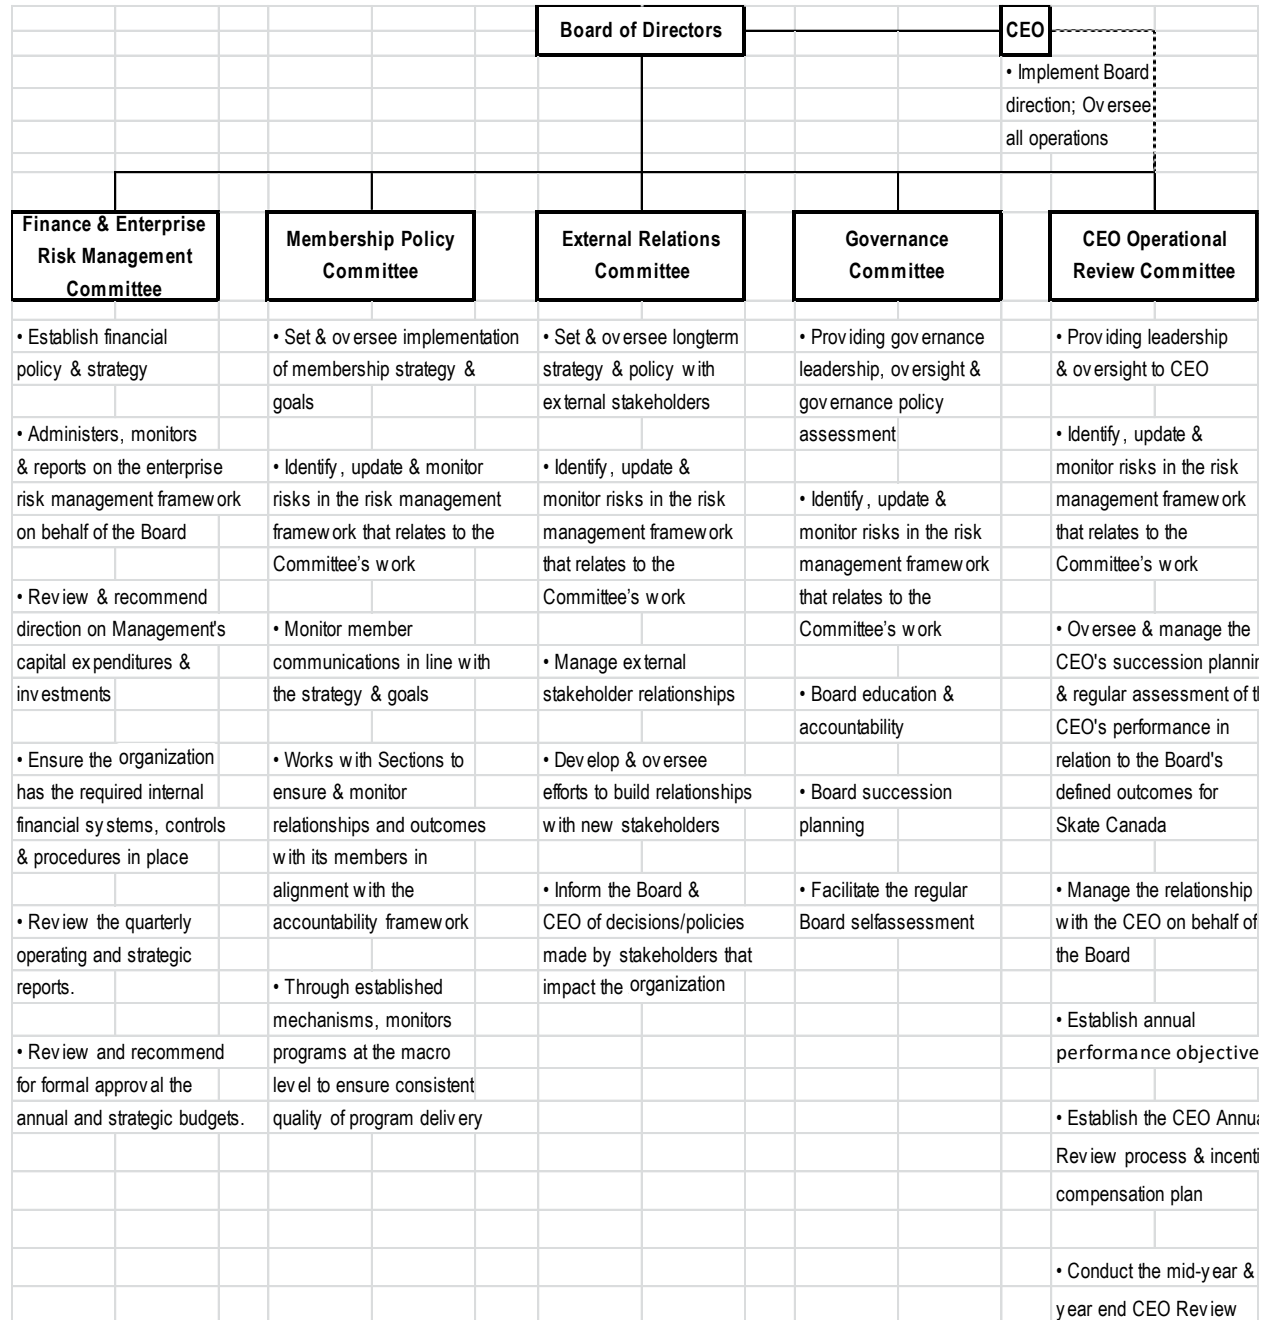 Board of Directors
CEO
• Implement Board
direction; Oversee
all operations
Finance & Enterprise
Risk Management
Committee
Membership Policy
Committee
External Relations
Committee
Governance
Committee
CEO Operational
Review Committee
• Establish financial
policy & strategy
• Administers, monitors
& reports on the enterprise
risk management framework
on behalf of the Board
• Review & recommend
direction on Management's
capital expenditures &
investments
• Ensure the organization
has the required internal
financial systems, controls
& procedures in place
• Review the quarterly
operating and strategic
reports.
• Review and recommend
for formal approval the
annual and strategic budgets.
• Set & oversee implementation
of membership strategy &
goals
• Identify, update & monitor
risks in the risk management
framework that relates to the
Committee’s work
• Monitor member
communications in line with
the strategy & goals
• Works with Sections to
ensure & monitor
relationships and outcomes
with its members in
alignment with the
accountability framework
• Through established
mechanisms, monitors
programs at the macro
level to ensure consistent
quality of program delivery
• Set & oversee longterm
strategy & policy with
external stakeholders
• Identify, update &
monitor risks in the risk
management framework
that relates to the
Committee’s work
• Manage external
stakeholder relationships
• Develop & oversee
efforts to build relationships
with new stakeholders
• Inform the Board &
CEO of decisions/policies
made by stakeholders that
impact the organization
• Providing governance
leadership, oversight &
governance policy
assessment
• Identify, update &
monitor risks in the risk
management framework
that relates to the
Committee’s work
• Board education &
accountability
• Board succession
planning
• Facilitate the regular
Board selfassessment
• Providing leadership
& oversight to CEO
• Identify, update &
monitor risks in the risk
management framework
that relates to the
Committee’s work
• Oversee & manage the
CEO's succession
& regular assessment of
CEO's performance in
relation to the Board's
defined outcomes for
Skate Canada
• Manage the relationship
with the CEO on behalf of
the Board
• Establish annual
performance objective
• Establish the CEO
Review process &
compensation plan
• Conduct the mid-year &
year end CEO Review